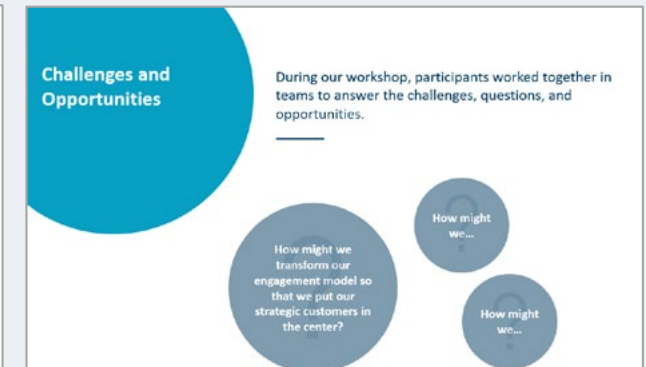 Challenges and
Opportunities
During our workshop, participants worked together in
teams to answer the challenges, questions, and
opportunities.
How might we
transform our
engagement model so
that we put our
strategic customers in
the center?
How might
we...
How might
we...